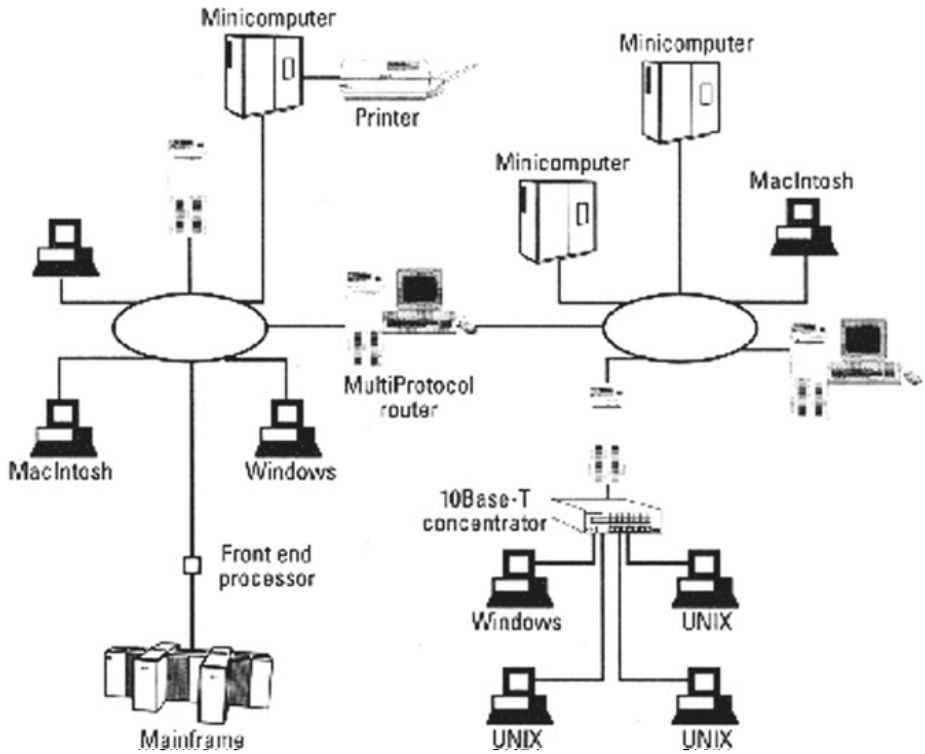 Minicomputer
Minicomputer
Printer
Minicomputer
MacIntosh
MultiProtocol
router
MacIntosh
Windows
10Base-T
concentrator
Front end
processor
Windows
UNIX
Mainframe
UNIX
UNIX